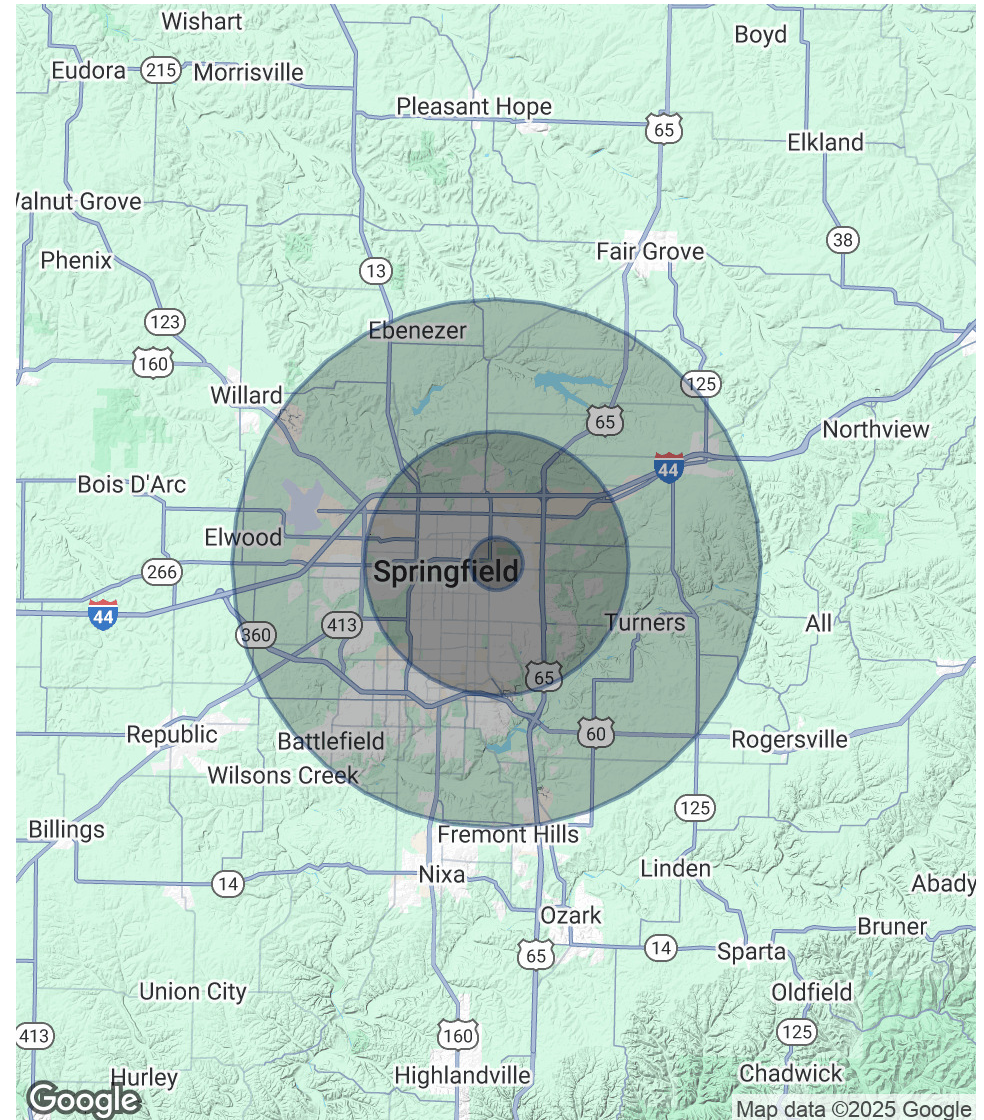 Wishart
Boyd
Eudora
215
Morrisville
Pleasant Hope
65
Elkland
Valnut Grove
38
Fair Grove
Phenix
13
123
Ebenezer
160
125
Willard
65
Northview
44
Bois D'Arc
Elwood
266
Springfield
44
413
360
Turners
All
65
Republic
60
Battlefield
Rogersville
Wilsons Creek
125
Billings
Fremont Hills
Linden
Nixa
14
Abady
Ozark
Bruner
14
Sparta
65
Union City
Oldfield
413
160
125
Hurley
Highlandville
Chadwick
Google
Map data ©2025 Google